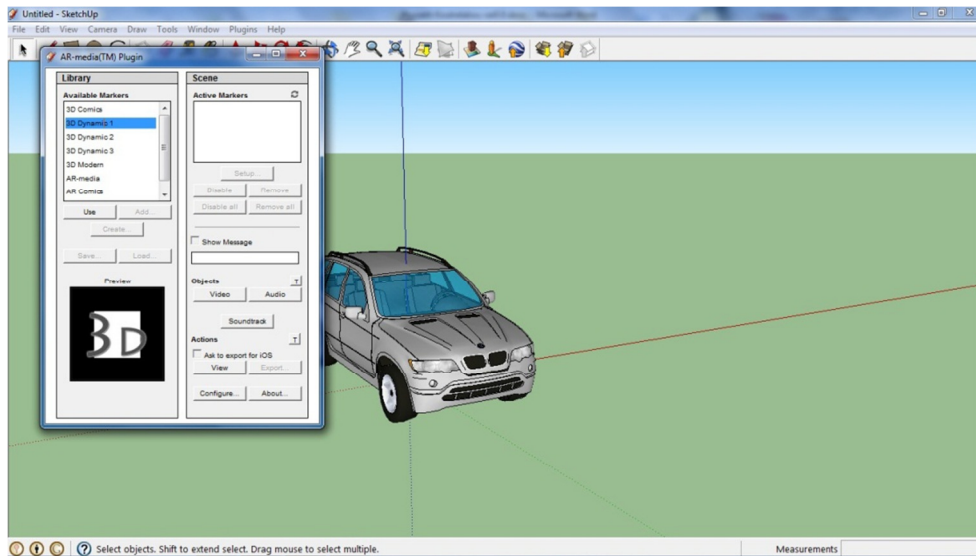 Untitled - SketchUp
File Edit View Camera Draw Tools Window Plugins Help
AR-media(TM) Plugin
Library
Available Markers
3D Comics
3D Dynamic 1
3D Dynamic 2
3D Dynamic 3
3D Modern
AR-media
AR Comics
Use Add...
Create...
Save... Load...
Preview
3D
Scene
Active Markers
Setup...
Disable Remove
Disable all Remove all
Show Message
Objects T
Video Audio
Soundtrack
Actions T
Ask to export for iOS
View Export...
Configure... About...
Select objects. Shift to extend select. Drag mouse to select multiple.
Measurements